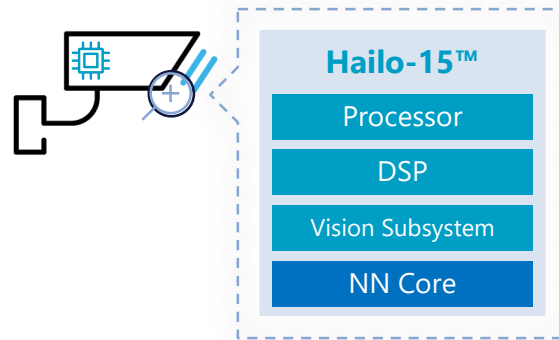 Hailo-15™
Processor
DSP
Vision Subsystem
NN Core